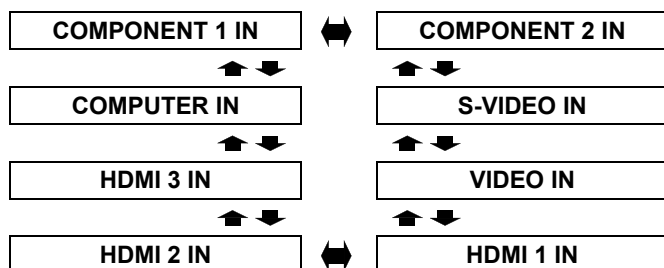 COMPONENT 1 IN
COMPONENT 2 IN
COMPUTER IN
S-VIDEO IN
HDMI 3 IN
VIDEO IN
HDMI 2 IN
HDMI 1 IN